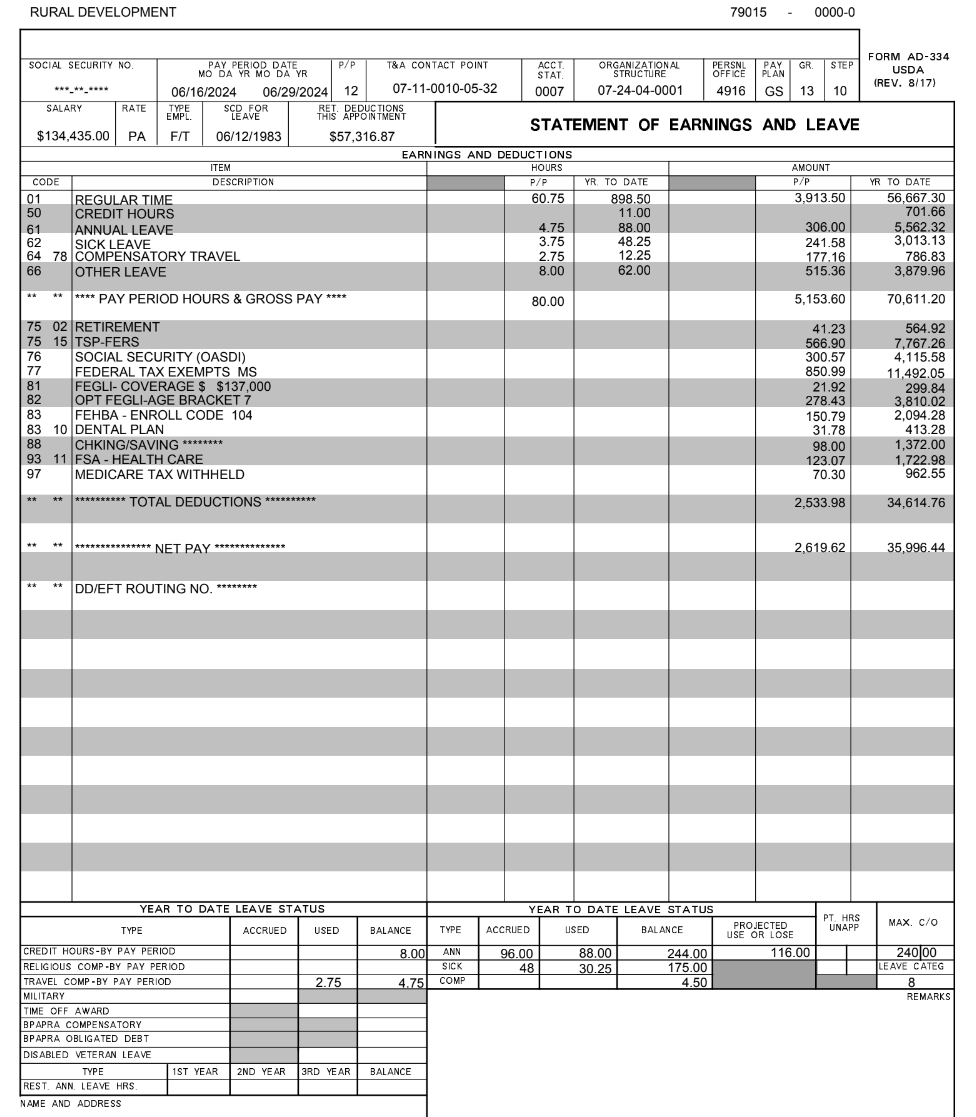 RURAL DEVELOPMENT 79015 - 0000-0
FORM AD-334
USDA
(REV. 8/17)
SOCIAL SECURITY NO. PAY PERIOD DATE P/P T&A CONTACT POINT ACCT. ORGANIZATIONAL PERSNL PAY GR. STEP
MO DA YR MO DA YR STAT. STRUCTURE OFFICE PLAN
***-**-**** 06/16/2024 06/29/2024 12 07-11-0010-05-32 0007 07-24-04-0001 4916 GS 13 10
SALARY RATE TYPE SCD FOR RET. DEDUCTIONS
EMPL. LEAVE THIS APPOINTMENT
$134,435.00 PA F/T 06/12/1983 $57,316.87
STATEMENT OF EARNINGS AND LEAVE
EARNINGS AND DEDUCTIONS
ITEM HOURS AMOUNT
CODE DESCRIPTION P/P YR. TO DATE P/P YR TO DATE
01 REGULAR TIME 60.75 898.50 3,913.50 56,667.30
50 CREDIT HOURS 11.00 701.66
61 ANNUAL LEAVE 4.75 88.00 306.00 5,562.32
62 SICK LEAVE 3.75 48.25 241.58 3,013.13
64 78 COMPENSATORY TRAVEL 2.75 12.25 177.16 786.83
66 OTHER LEAVE 8.00 62.00 515.36 3,879.96
** ** **** PAY PERIOD HOURS & GROSS PAY **** 80.00 5,153.60 70,611.20
75 02 RETIREMENT 41.23 564.92
75 15 TSP-FERS 566.90 7,767.26
76 SOCIAL SECURITY (OASDI) 300.57 4,115.58
77 FEDERAL TAX EXEMPTS MS 850.99 11,492.05
81 FEGLI- COVERAGE $ $137,000 21.92 299.84
82 OPT FEGLI-AGE BRACKET 7 278.43 3,810.02
83 FEHBA - ENROLL CODE 104 150.79 2,094.28
83 10 DENTAL PLAN 31.78 413.28
88 CHKING/SAVING ******** 98.00 1,372.00
93 11 FSA - HEALTH CARE 123.07 1,722.98
97 MEDICARE TAX WITHHELD 70.30 962.55
** ** ********** TOTAL DEDUCTIONS ********** 2,533.98 34,614.76
** ** *************** NET PAY ************** 2,619.62 35,996.44
** ** DD/EFT ROUTING NO. ********
YEAR TO DATE LEAVE STATUS
TYPE ACCRUED USED BALANCE
CREDIT HOURS-BY PAY PERIOD 8.00
RELIGIOUS COMP-BY PAY PERIOD
TRAVEL COMP-BY PAY PERIOD 2.75 4.75
MILITARY
TIME OFF AWARD
BPAPRA COMPENSATORY
BPAPRA OBLIGATED DEBT
DISABLED VETERAN LEAVE
TYPE 1ST YEAR 2ND YEAR 3RD YEAR BALANCE
REST. ANN. LEAVE HRS.
NAME AND ADDRESS
YEAR TO DATE LEAVE STATUS PT. HRS UNAPP MAX. C/O
TYPE ACCRUED USED BALANCE PROJECTED USE OR LOSE
ANN 96.00 88.00 244.00 116.00 240 00
SICK 48 30.25 175.00 LEAVE CATEG
COMP 4.50 8
REMARKS